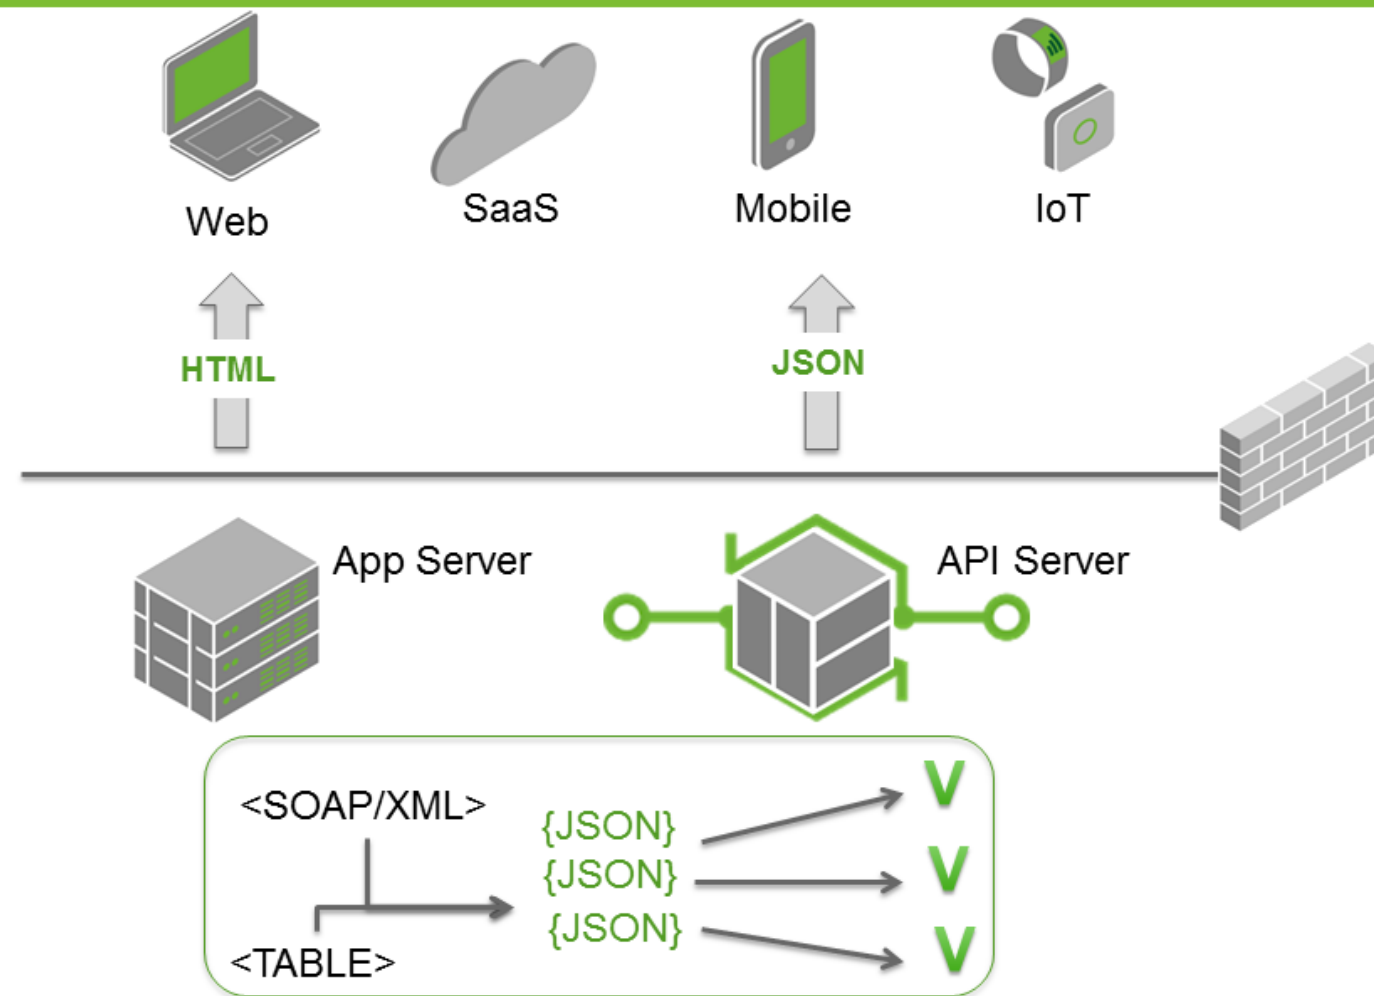 Web
SaaS
Mobile
IoT
HTML
JSON
App Server
API Server
<SOAP/XML>
{JSON}
{JSON}
{JSON}
<TABLE>
V
V
V